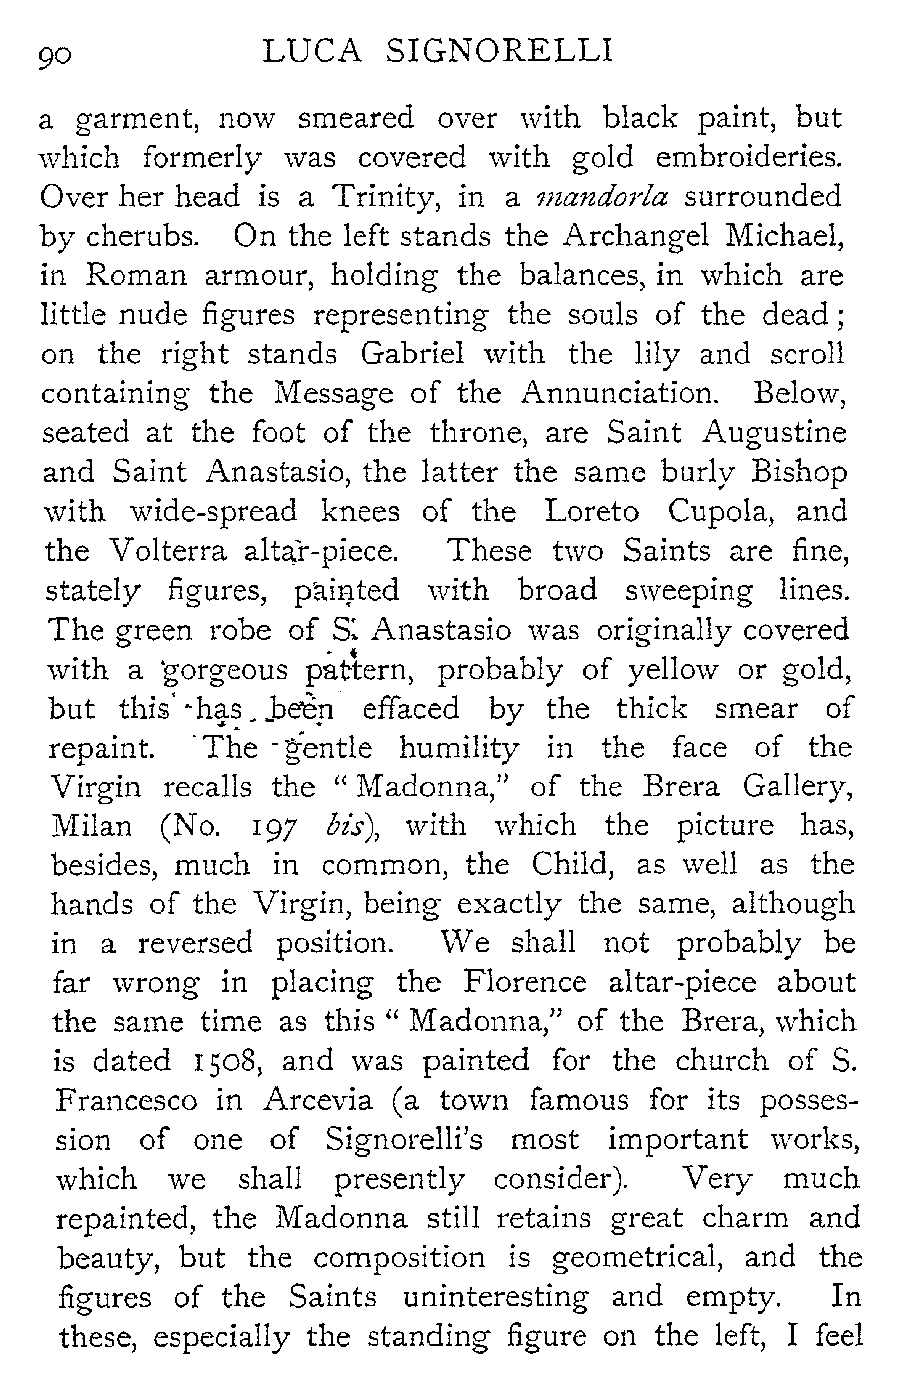 90 LUCA SIGNORELLI
a garment, now smeared over with black paint, but
which formerly was covered with gold embroideries.
Over her head is a Trinity, in a mandorla surrounded
by cherubs. On the left stands the Archangel Michael,
in Roman armour, holding the balances, in which are
little nude figures representing the souls of the dead;
on the right stands Gabriel with the lily and scroll
containing the Message of the Annunciation. Below,
seated at the foot of the throne, are Saint Augustine
and Saint Anastasio, the latter the same burly Bishop
with wide-spread knees of the Loreto Cupola, and
the Volterra altar-piece. These two Saints are fine,
stately figures, painted with broad sweeping lines.
The green robe of S. Anastasio was originally covered
with a gorgeous pattern, probably of yellow or gold,
but this has been effaced by the thick smear of
repaint. The gentle humility in the face of the
Virgin recalls the "Madonna," of the Brera Gallery,
Milan (No. 197 bis), with which the picture has,
besides, much in common, the Child, as well as the
hands of the Virgin, being exactly the same, although
in a reversed position. We shall not probably be
far wrong in placing the Florence altar-piece about
the same time as this "Madonna," of the Brera, which
is dated 1508, and was painted for the church of S.
Francesco in Arcevia (a town famous for its posses-
sion of one of Signorelli's most important works,
which we shall presently consider). Very much
repainted, the Madonna still retains great charm and
beauty, but the composition is geometrical, and the
figures of the Saints uninteresting and empty. In
these, especially the standing figure on the left, I feel